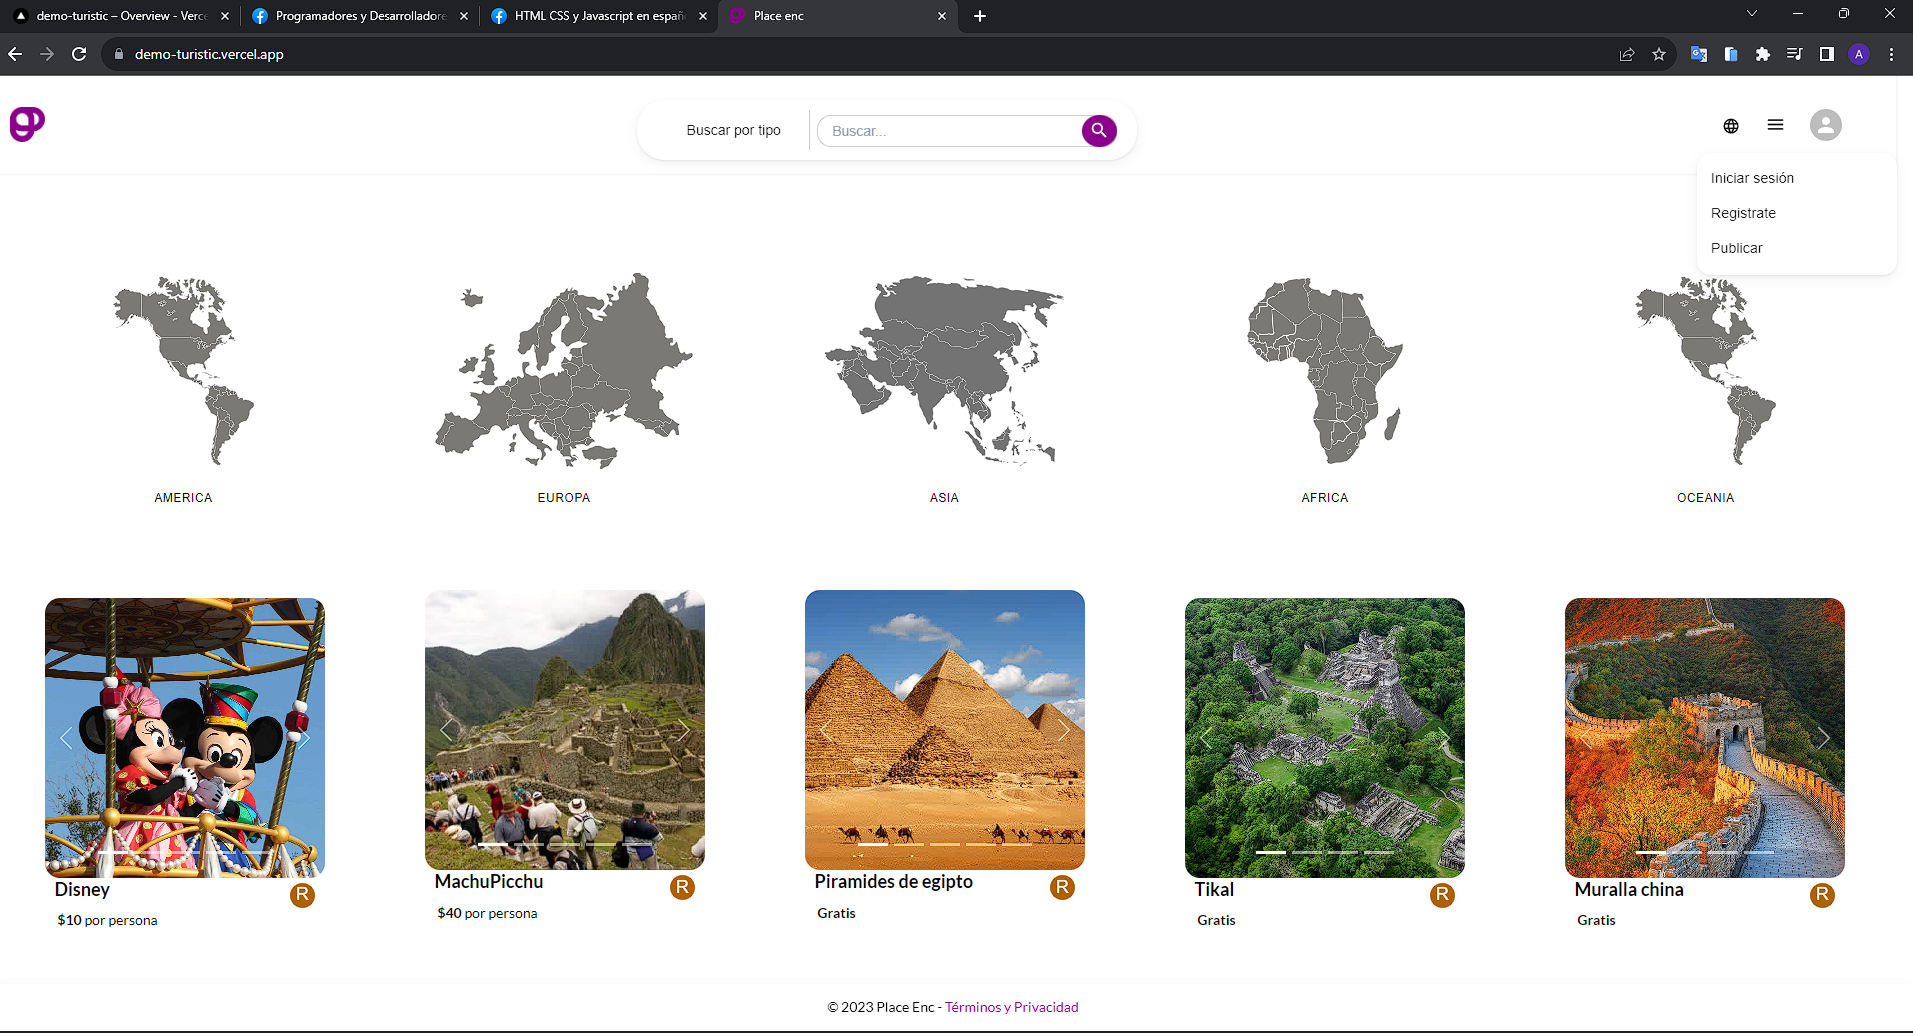 demo-turistic – Overview - Verce
Programadores y Desarrolladore
HTML CSS y Javascript en españ
Place enc
demo-turistic.vercel.app
A
Buscar por tipo
Buscar...
Iniciar sesión
Registrate
Publicar
AMERICA
EUROPA
ASIA
AFRICA
OCEANIA
Disney
R
$10 por persona
MachuPicchu
R
$40 por persona
Piramides de egipto
R
Gratis
Tikal
R
Gratis
Muralla china
R
Gratis
© 2023 Place Enc - Términos y Privacidad